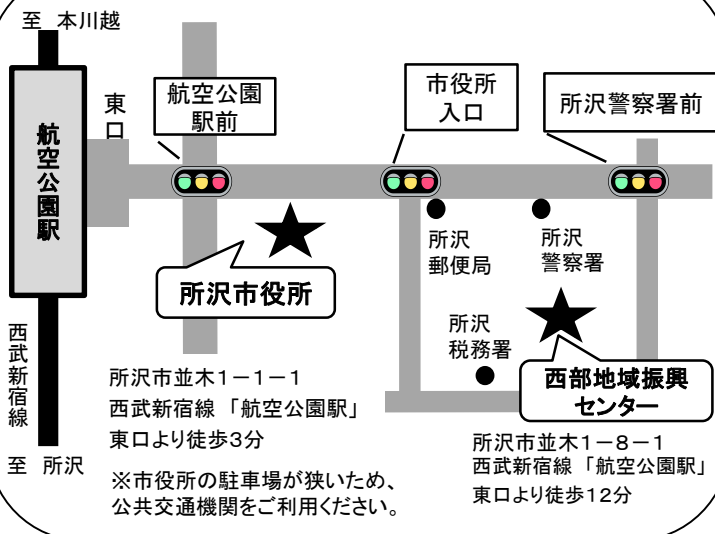 至 本川越
航空公園駅
東口
航空公園
駅前
市役所
入口
所沢警察署前
所沢
郵便局
所沢
警察署
所沢市役所
所沢
税務署
西部地域振興
センター
西武新宿線
至 所沢
所沢市並木1-1-1
西武新宿線 「航空公園駅」
東口より徒歩3分
※市役所の駐車場が狭いため、
公共交通機関をご利用ください。
所沢市並木1-8-1
西武新宿線 「航空公園駅」
東口より徒歩12分